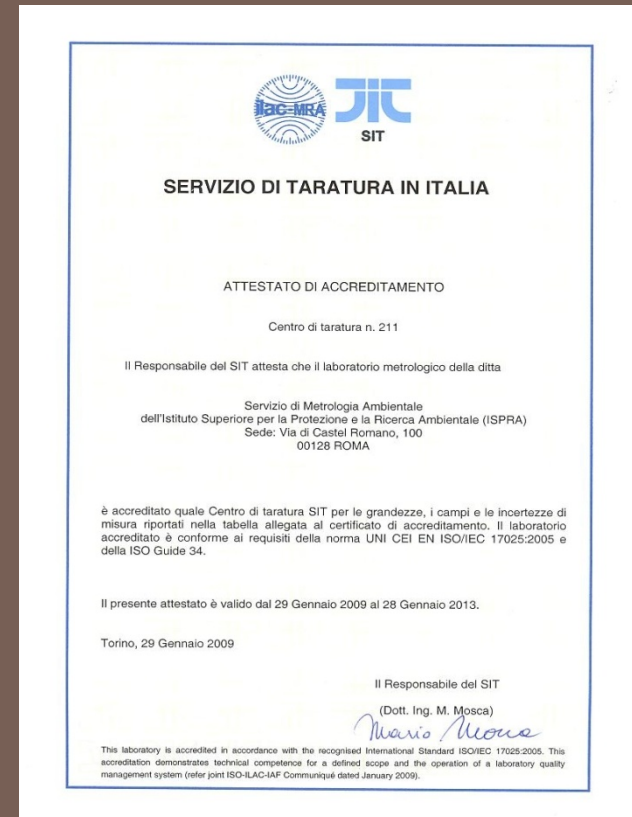 ilac-MRA
SIT
SERVIZIO DI TARATURA IN ITALIA
ATTESTATO DI ACCREDITAMENTO
Centro di taratura n. 211
Il Responsabile del SIT attesta che il laboratorio metrologico della ditta
Servizio di Metrologia Ambientale
dell'Istituto Superiore per la Protezione e la Ricerca Ambientale (ISPRA)
Sede: Via di Castel Romano, 100
00128 ROMA
è accreditato quale Centro di taratura SIT per le grandezze, i campi e le incertezze di
misura riportati nella tabella allegata al certificato di accreditamento. Il laboratorio
accreditato è conforme ai requisiti della norma UNI CEI EN ISO/IEC 17025:2005 e
della ISO Guide 34.
Il presente attestato è valido dal 29 Gennaio 2009 al 28 Gennaio 2013.
Torino, 29 Gennaio 2009
Il Responsabile del SIT
(Dott. Ing. M. Mosca)
Mario Mosca
This laboratory is accredited in accordance with the recognised International Standard ISO/IEC 17025:2005. This
accreditation demonstrates technical competence for a defined scope and the operation of a laboratory quality
management system (refer joint ISO-ILAC-IAF Communiqué dated January 2009).